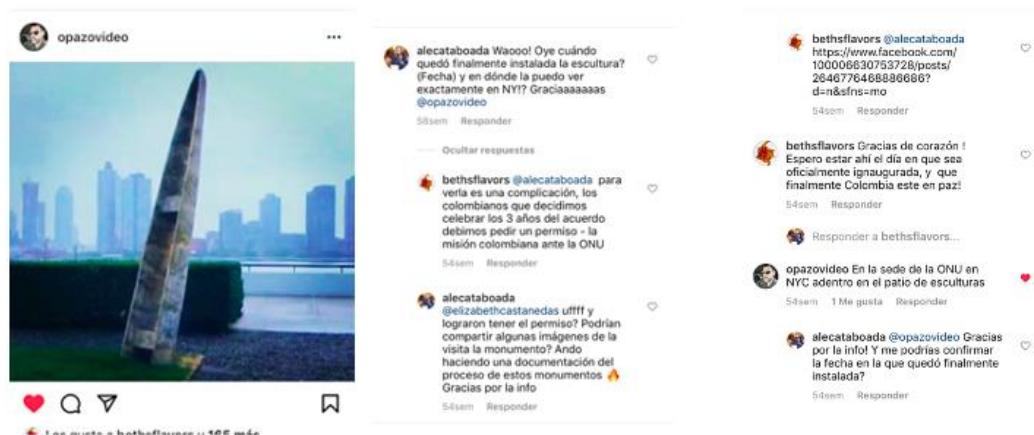 opazovideo
Les gusta a bethsflavors y 165 más
alecataboada Waooo! Oye cuándo
quedó finalmente instalada la escultura?
(Fecha) y en dónde la puedo ver
exactamente en NY!? Graciaaaaaas
@opazovideo
58sem Responder
Ocultar respuestas
bethsflavors @alecataboada para
verla es una complicación, los
colombianos que decidimos
celebrar los 3 años del acuerdo
debimos pedir un permiso - la
misión colombiana ante la ONU
54sem Responder
alecataboada
@elizabethcastanedas uffff y
lograron tener el permiso? Podrían
compartir algunas imágenes de la
visita la monumento? Ando
haciendo una documentación del
proceso de estos monumentos
Gracias por la info
54sem Responder
bethsflavors @alecataboada
https://www.facebook.com/
100006630753728/posts/
2646776468886686?
d=n&sfns=mo
54sem Responder
bethsflavors Gracias de corazón !
Espero estar ahí el día en que sea
oficialmente ignaugurada, y que
finalmente Colombia este en paz!
54sem Responder
Responder a bethsflavors...
opazovideo En la sede de la ONU en
NYC adentro en el patio de esculturas
54sem 1 Me gusta Responder
alecataboada @opazovideo Gracias
por la info! Y me podrías confirmar
la fecha en la que quedó finalmente
instalada?
54sem Responder